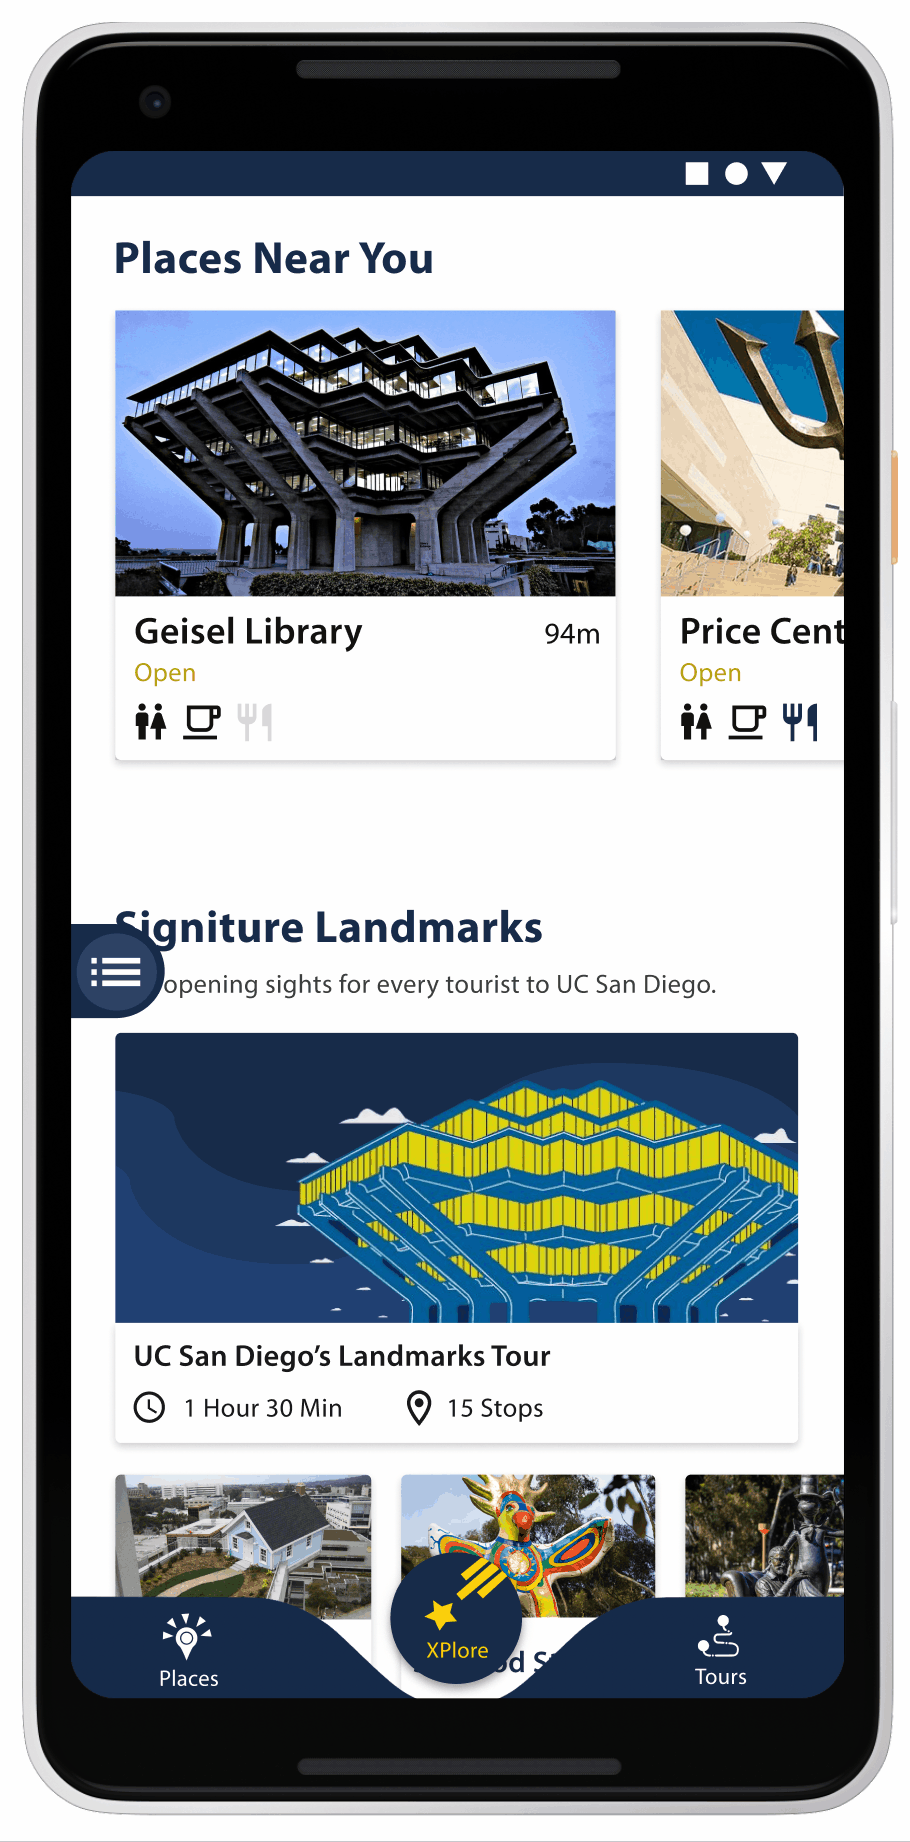 Places Near You
Geisel Library 94m
Open
Price Cent
Open
Signiture Landmarks
opening sights for every tourist to UC San Diego.
UC San Diego’s Landmarks Tour
1 Hour 30 Min 15 Stops
XPlore
Places
Tours